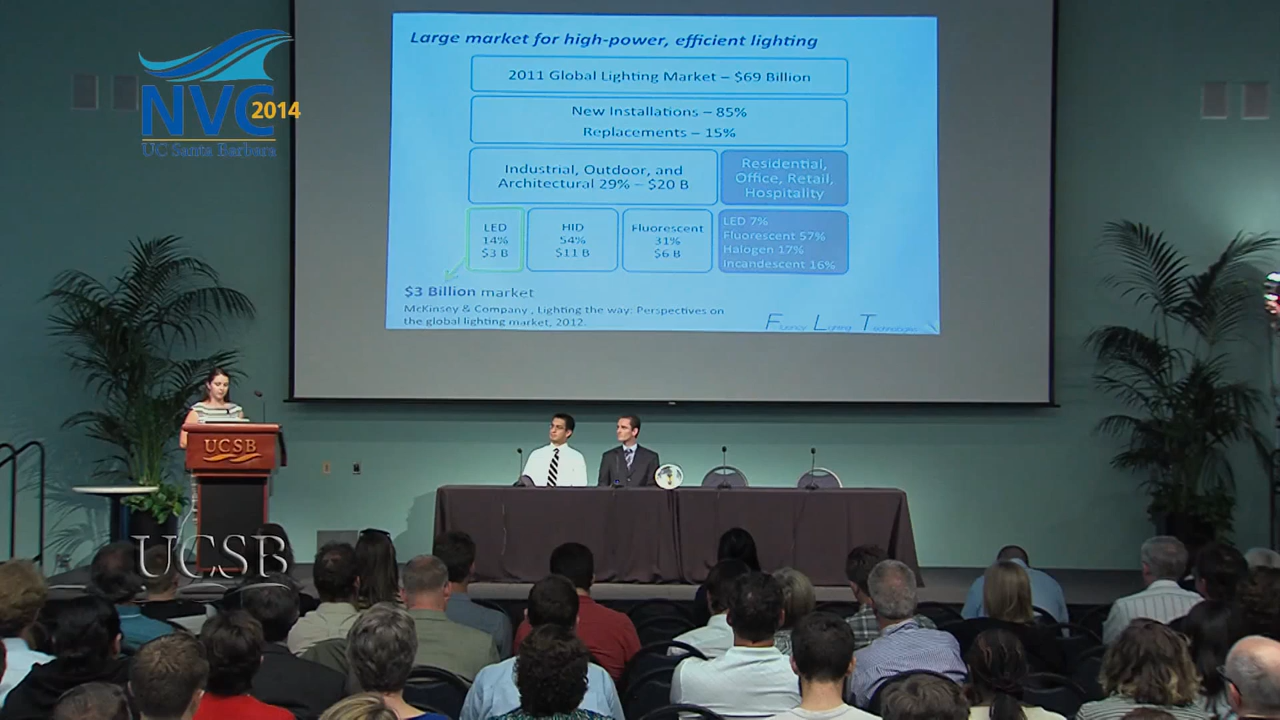 Large market for high-power, efficient lighting
2011 Global Lighting Market – $69 Billion
New Installations – 85%
Replacements – 15%
Industrial, Outdoor, and
Architectural 29% – $20 B
Residential,
Office, Retail,
Hospitality
LED
14%
$3 B
HID
54%
$11 B
Fluorescent
31%
$6 B
LED 7%
Fluorescent 57%
Halogen 17%
Incandescent 16%
$3 Billion market
McKinsey & Company , Lighting the way: Perspectives on
the global lighting market, 2012.
Fluency Lighting Technologies
NVC 2014
UC Santa Barbara
UCSB
UCSB